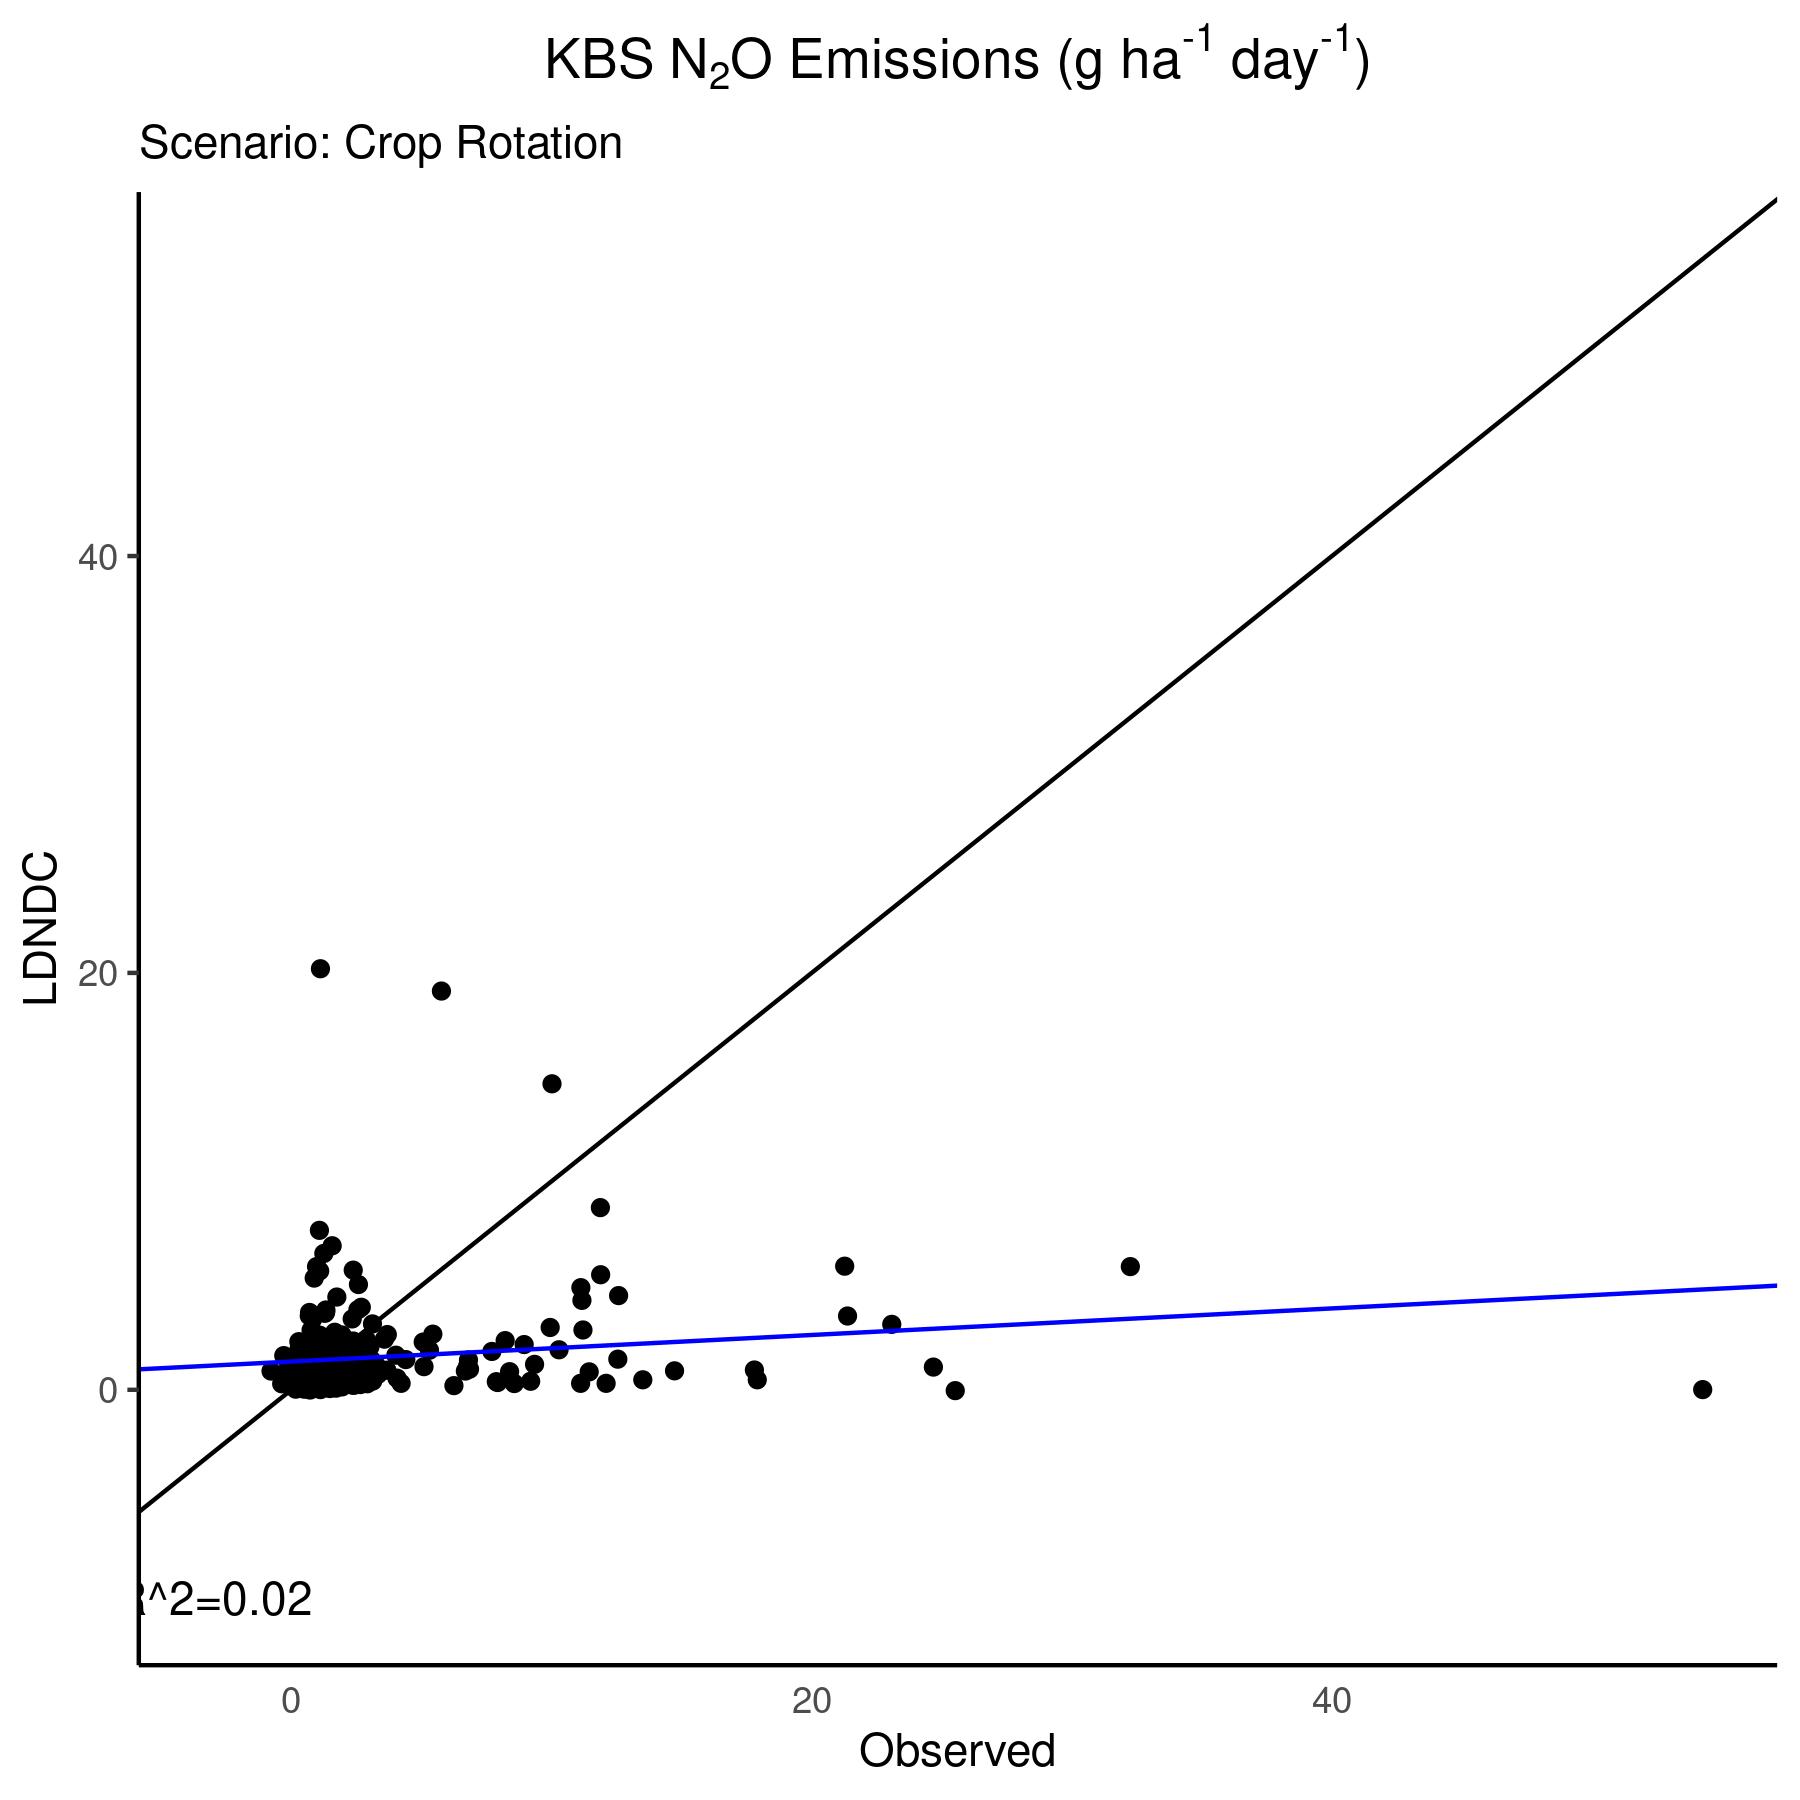 KBS N₂O Emissions (g ha⁻¹ day⁻¹)
Scenario: Crop Rotation
LDNDC
40
20
0
^2=0.02
0 20 40
Observed